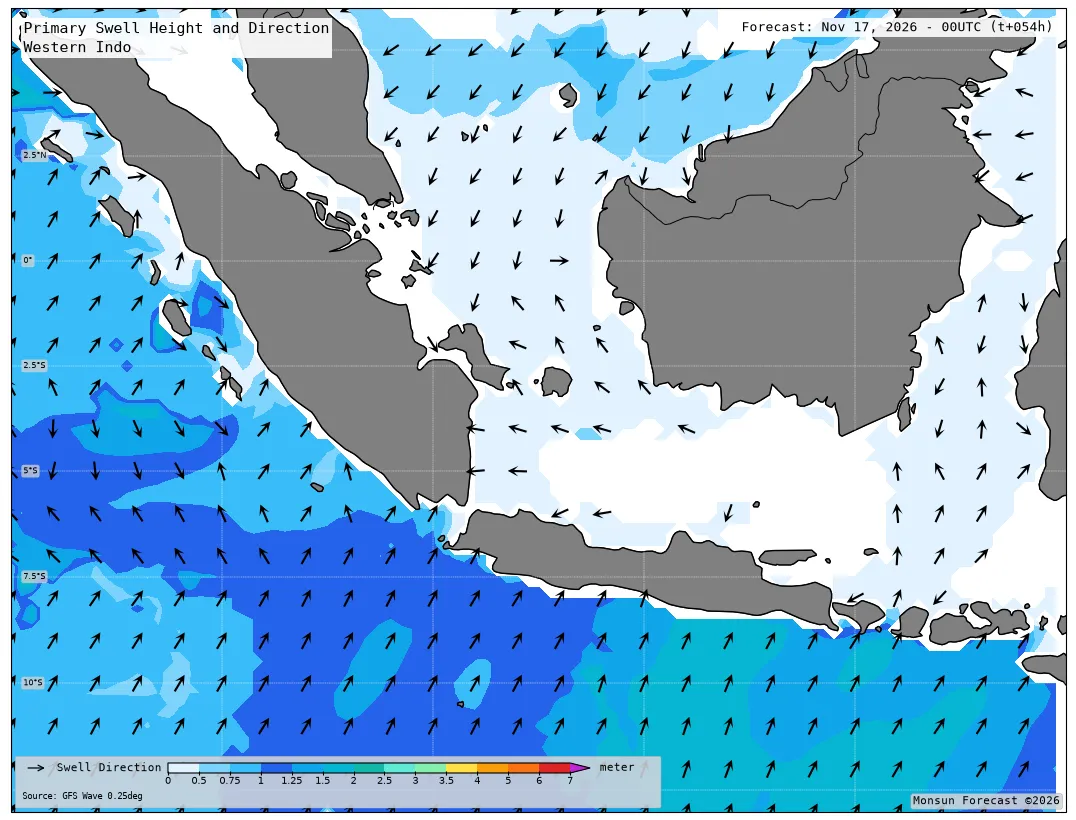 Primary Swell Height and Direction
Western Indo
Forecast: Nov 17, 2026 - 00UTC (t+054h)
2.5°N
0°
2.5°S
5°S
7.5°S
10°S
Swell Direction
meter
0 0.5 0.75 1 1.25 1.5 2 2.5 3 3.5 4 5 6 7
Source: GFS Wave 0.25deg
Monsun Forecast ©2026